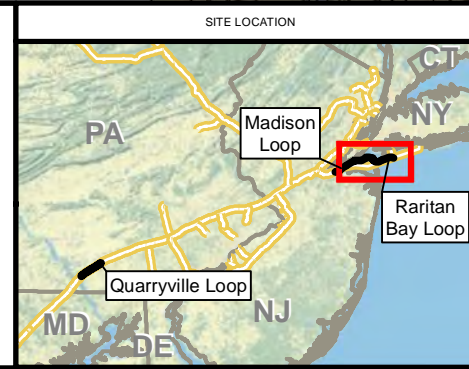 SITE LOCATION
CT
NY
PA
Madison
Loop
Raritan
Bay Loop
Quarryville Loop
NJ
MD
DE